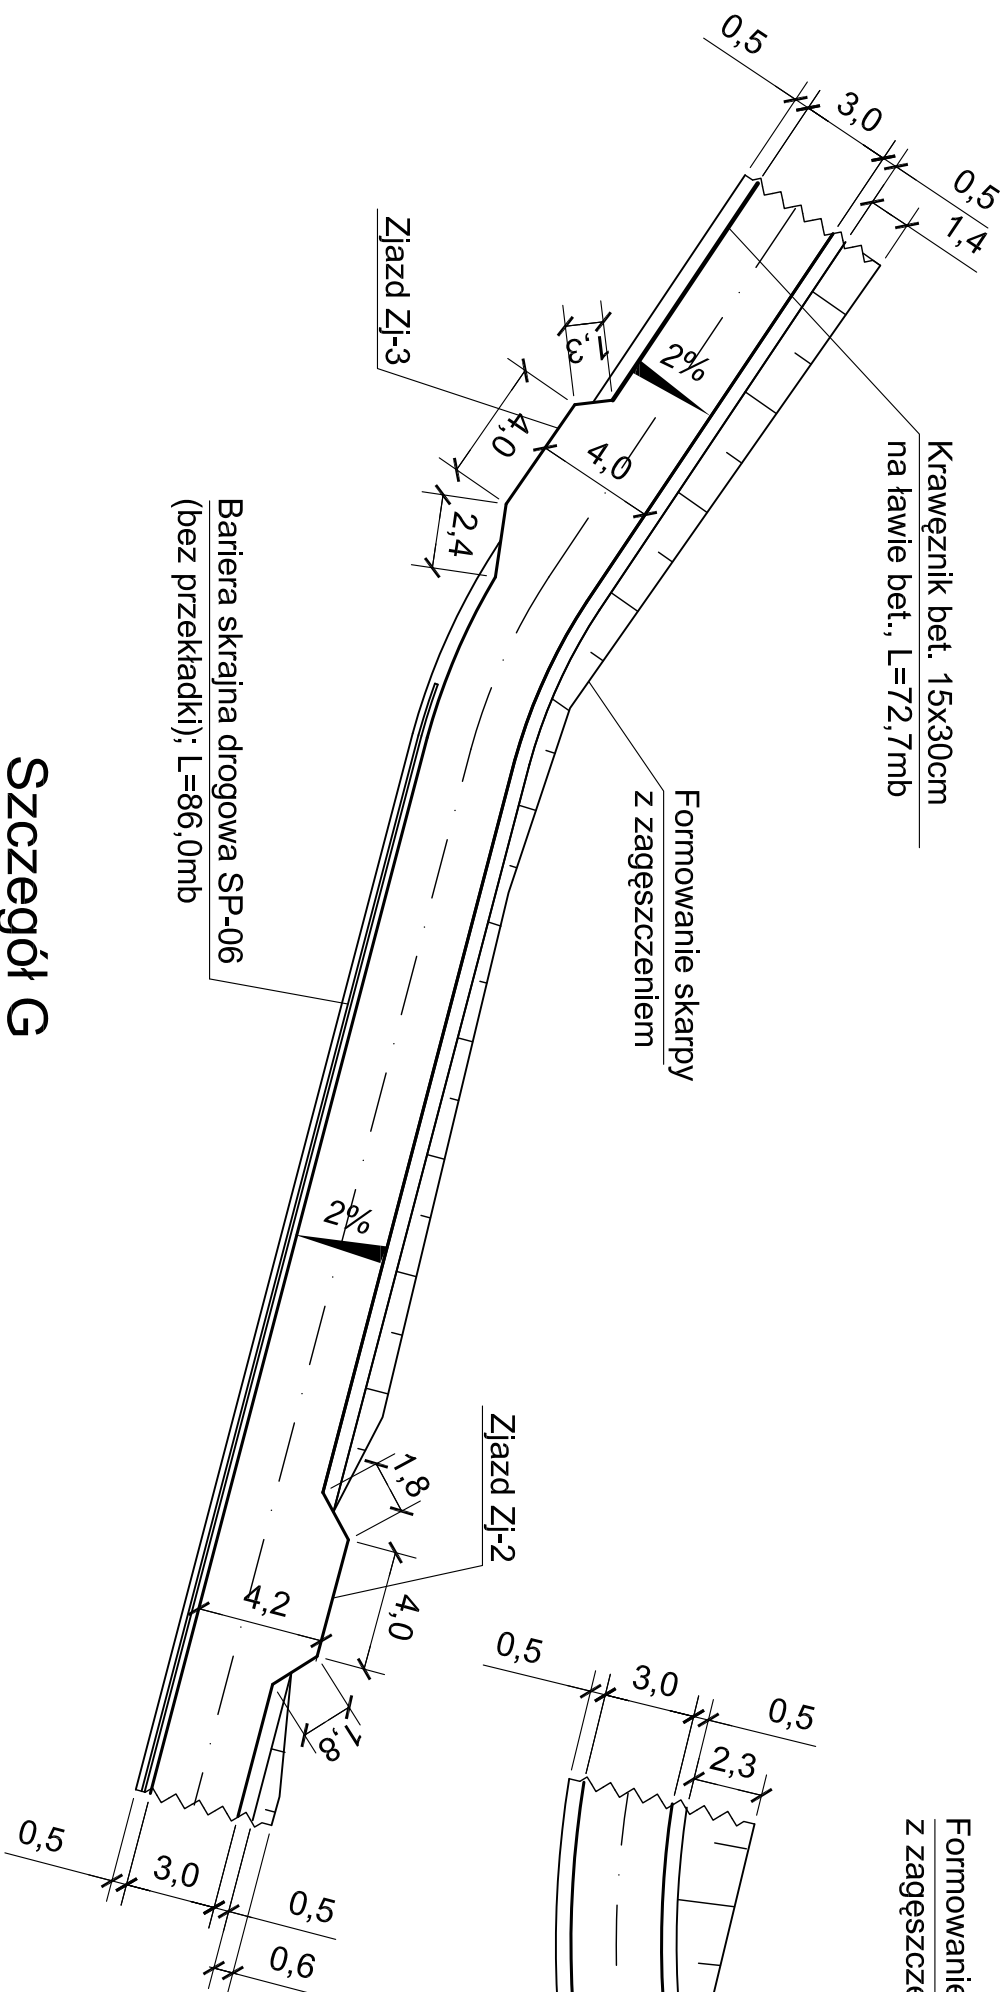 0,5
3,0
0,5
1,4
Krawężnik bet. 15x30cm
na ławie bet., L=72,7mb
Zjazd Zj-3
1,3
2%
4,0
4,0
2,4
Bariera skrajna drogowa SP-06
(bez przekładki); L=86,0mb
Formowanie skarpy
z zagęszczeniem
Szczegół G
2%
Zjazd Zj-2
1,8
4,0
4,2
1,8
0,5
3,0
0,5
0,6
0,5
3,0
0,5
2,3
Formowanie
z zagęszcze